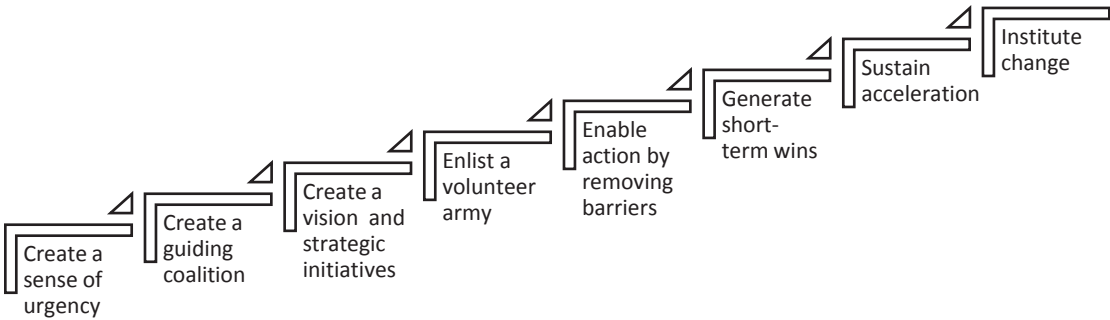 Create a
sense of
urgency
Create a
guiding
coalition
Create a
vision and
strategic
initiatives
Enlist a
volunteer
army
Enable
action by
removing
barriers
Generate
short-
term wins
Sustain
acceleration
Institute
change